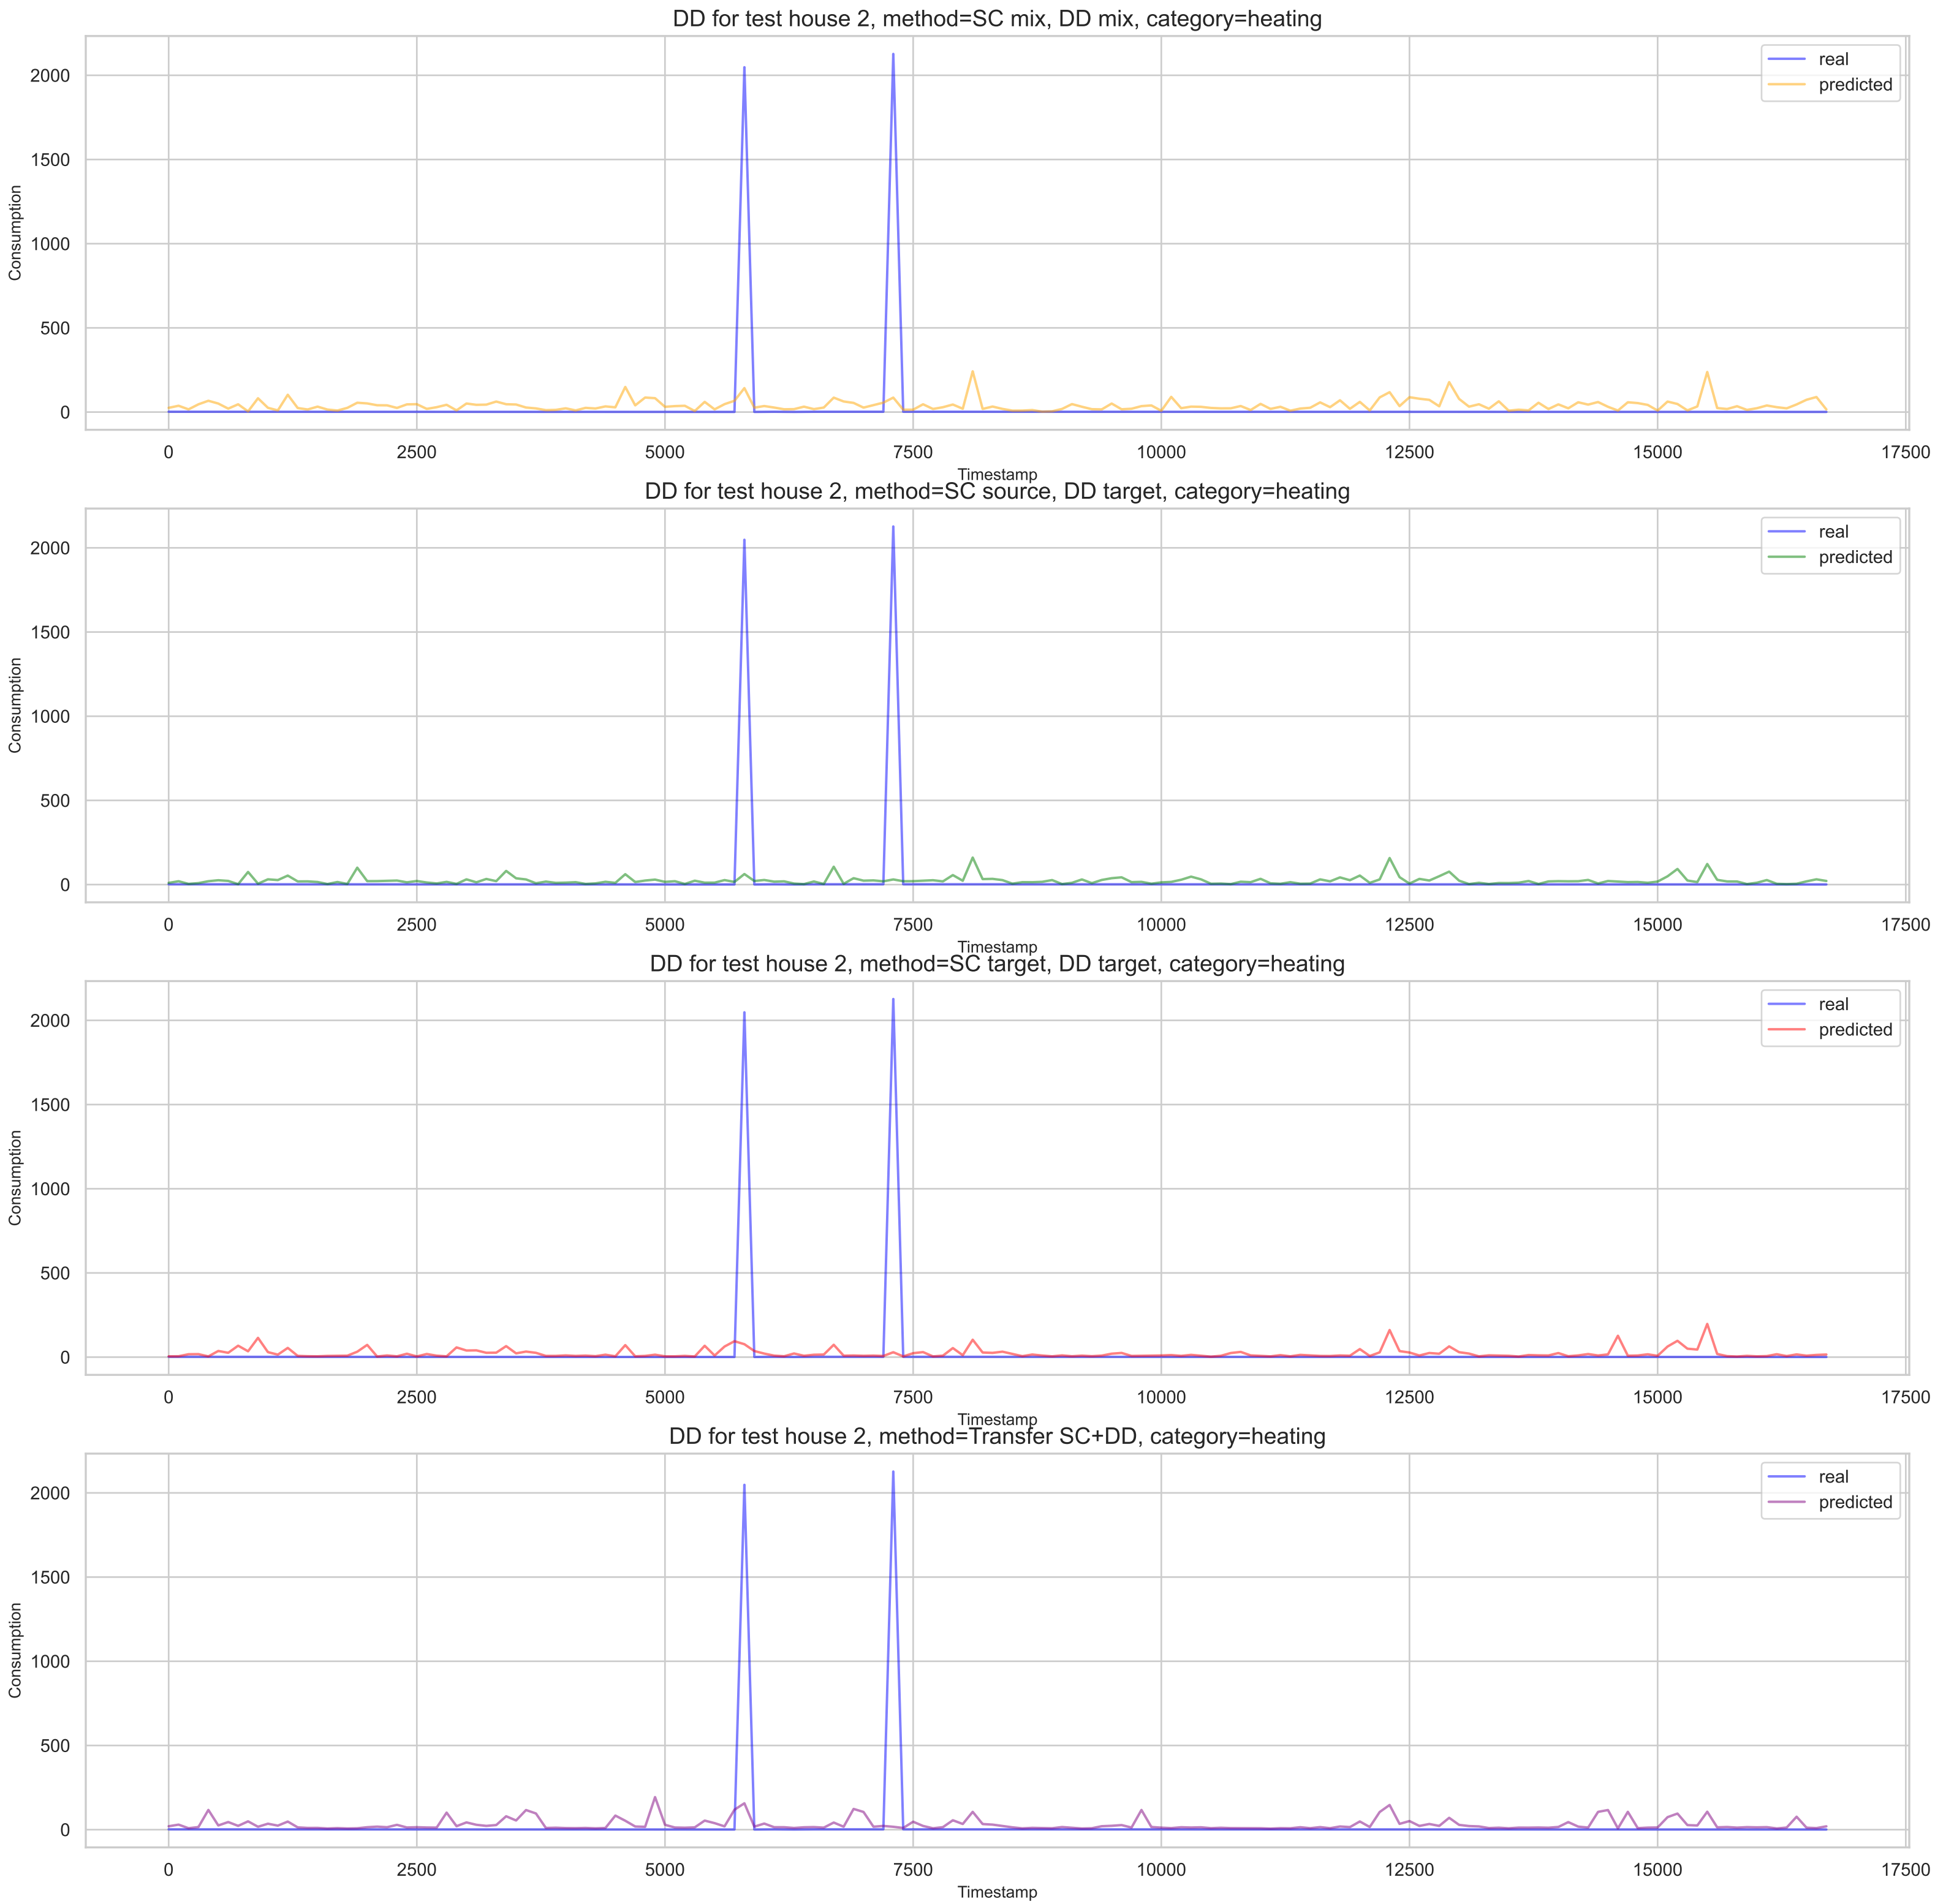 DD for test house 2, method=SC mix, DD mix, category=heating
real
predicted
2000
1500
1000
500
0
Consumption
0 2500 5000 7500 10000 12500 15000 17500
Timestamp
DD for test house 2, method=SC source, DD target, category=heating
real
predicted
2000
1500
1000
500
0
Consumption
0 2500 5000 7500 10000 12500 15000 17500
Timestamp
DD for test house 2, method=SC target, DD target, category=heating
real
predicted
2000
1500
1000
500
0
Consumption
0 2500 5000 7500 10000 12500 15000 17500
Timestamp
DD for test house 2, method=Transfer SC+DD, category=heating
real
predicted
2000
1500
1000
500
0
Consumption
0 2500 5000 7500 10000 12500 15000 17500
Timestamp